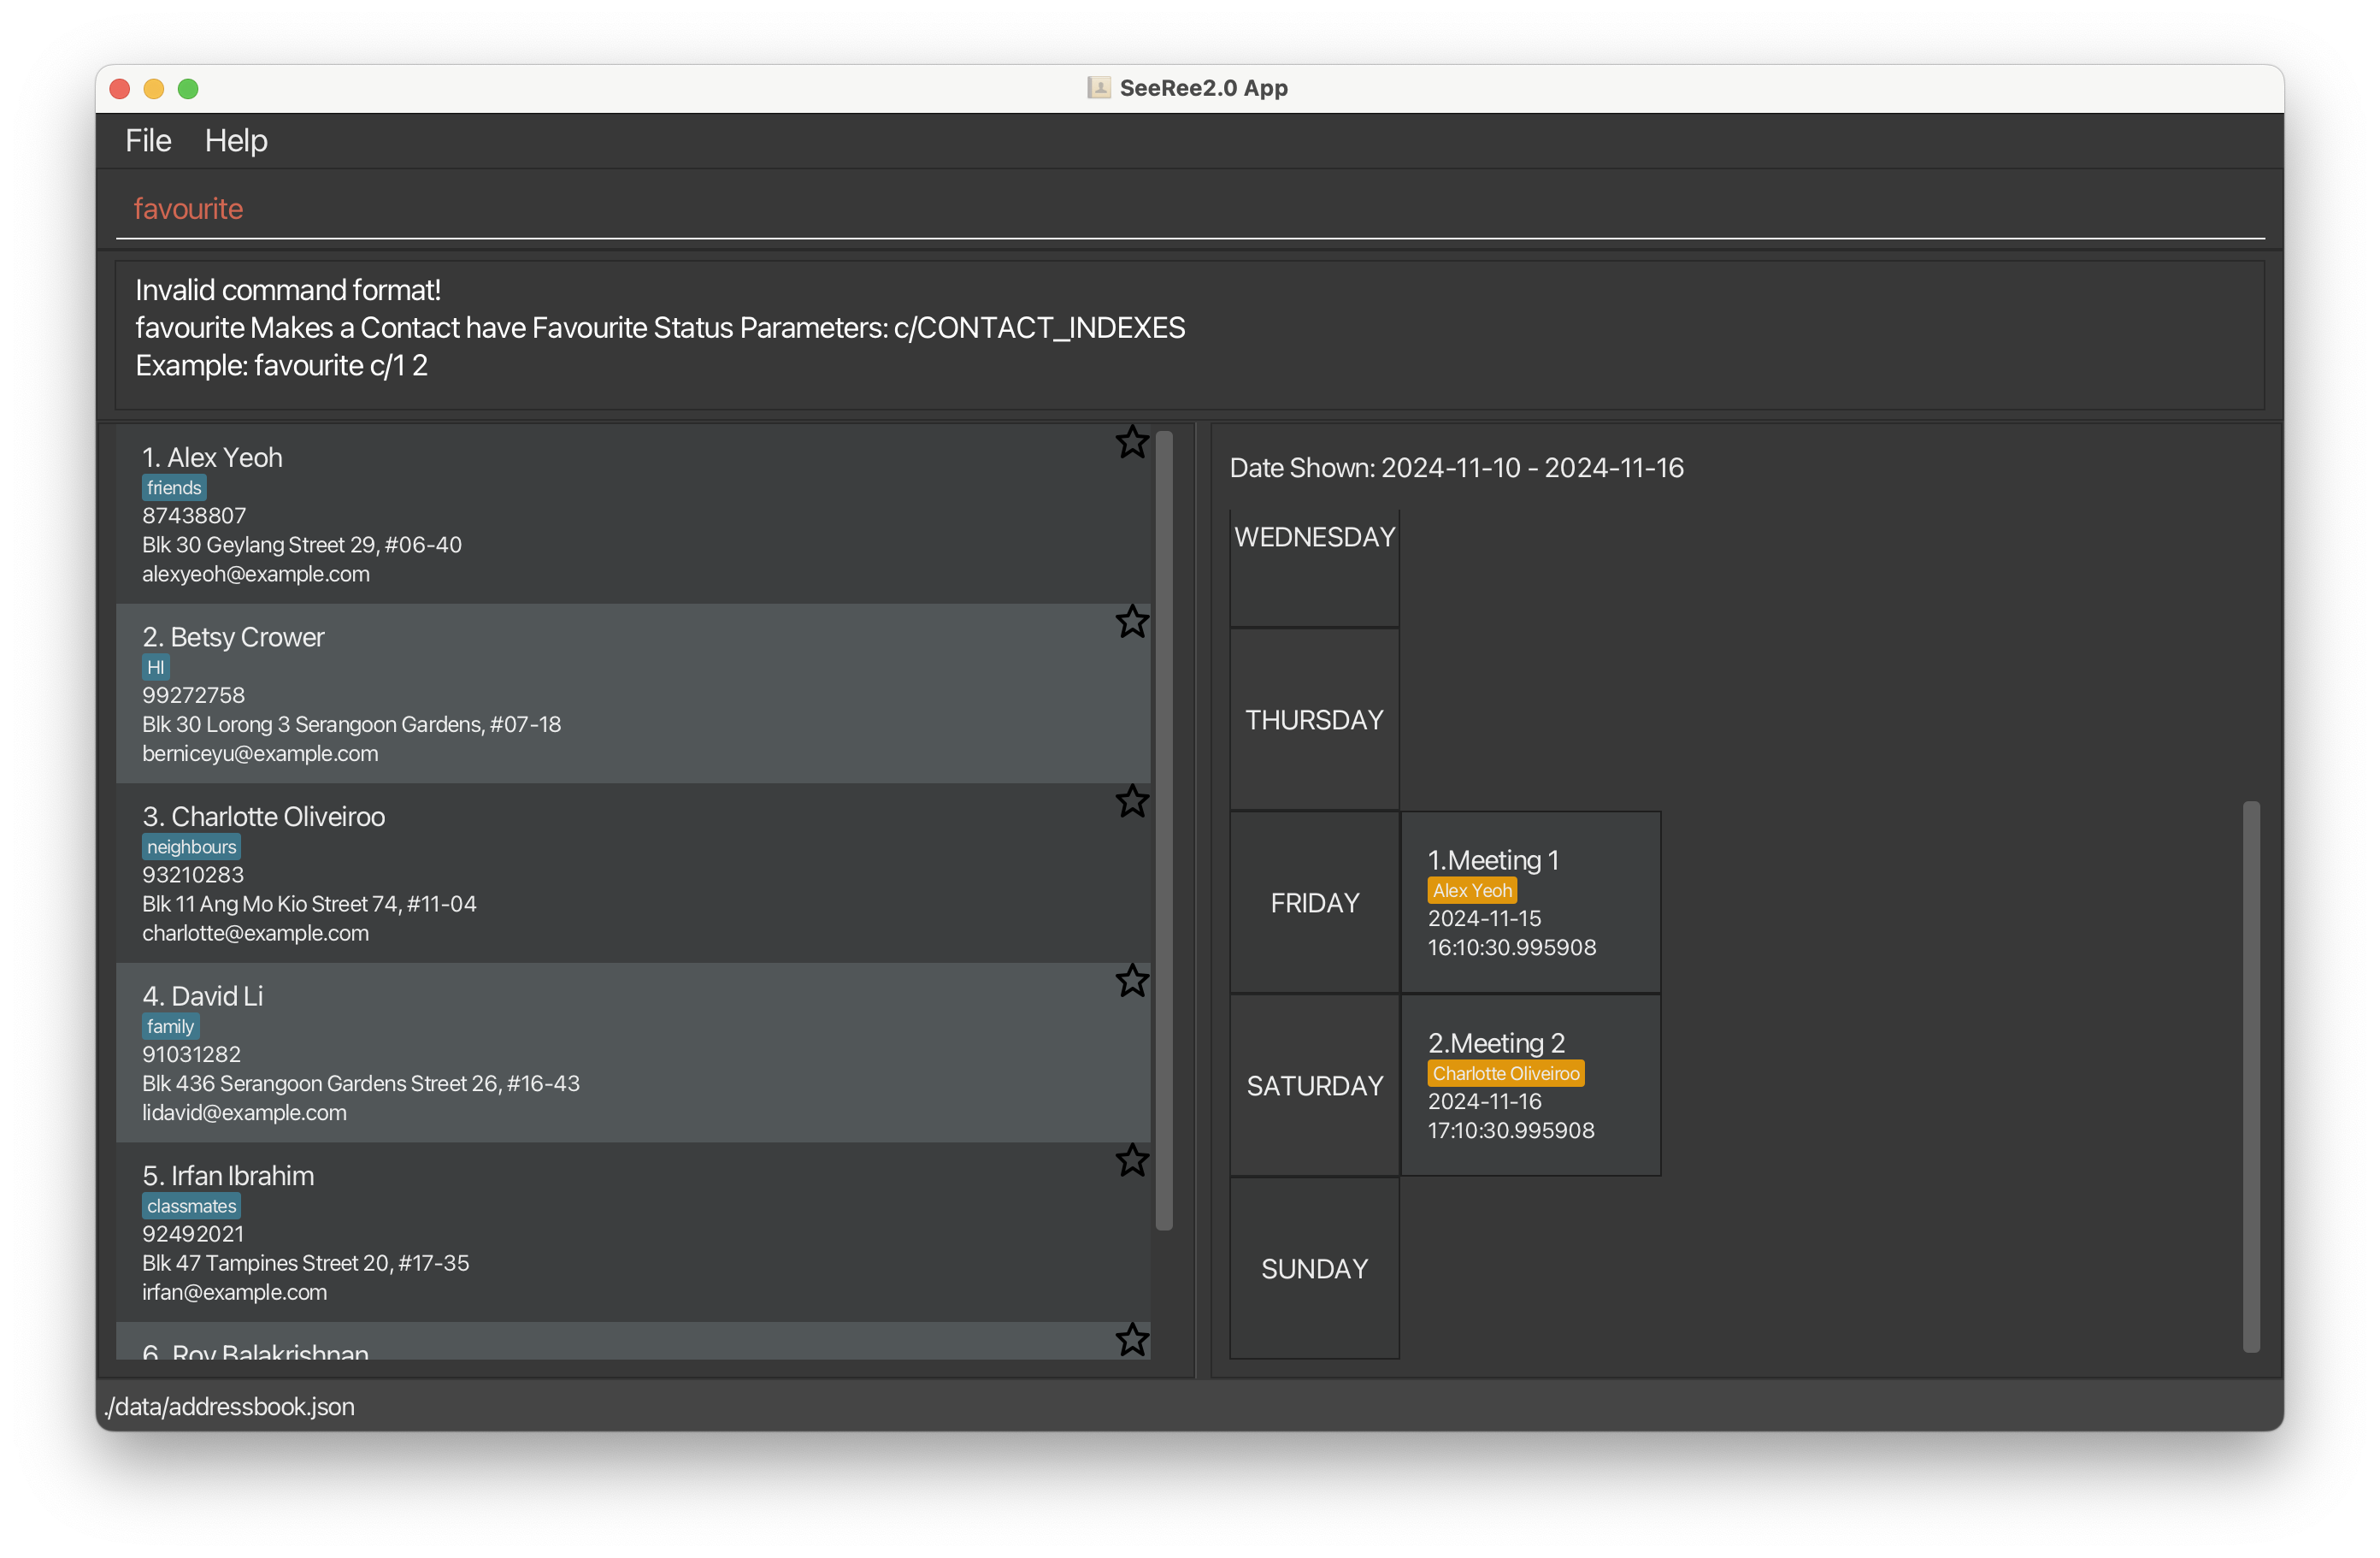 SeeRee2.0 App
File Help
favourite
Invalid command format!
favourite Makes a Contact have Favourite Status Parameters: c/CONTACT_INDEXES
Example: favourite c/1 2
1. Alex Yeoh
friends
87438807
Blk 30 Geylang Street 29, #06-40
alexyeoh@example.com
2. Betsy Crower
HI
99272758
Blk 30 Lorong 3 Serangoon Gardens, #07-18
berniceyu@example.com
3. Charlotte Oliveiroo
neighbours
93210283
Blk 11 Ang Mo Kio Street 74, #11-04
charlotte@example.com
4. David Li
family
91031282
Blk 436 Serangoon Gardens Street 26, #16-43
lidavid@example.com
5. Irfan Ibrahim
classmates
92492021
Blk 47 Tampines Street 20, #17-35
irfan@example.com
6. Roy Balakrishnan
Date Shown: 2024-11-10 - 2024-11-16
WEDNESDAY
THURSDAY
FRIDAY
1.Meeting 1
Alex Yeoh
2024-11-15
16:10:30.995908
SATURDAY
2.Meeting 2
Charlotte Oliveiroo
2024-11-16
17:10:30.995908
SUNDAY
./data/addressbook.json